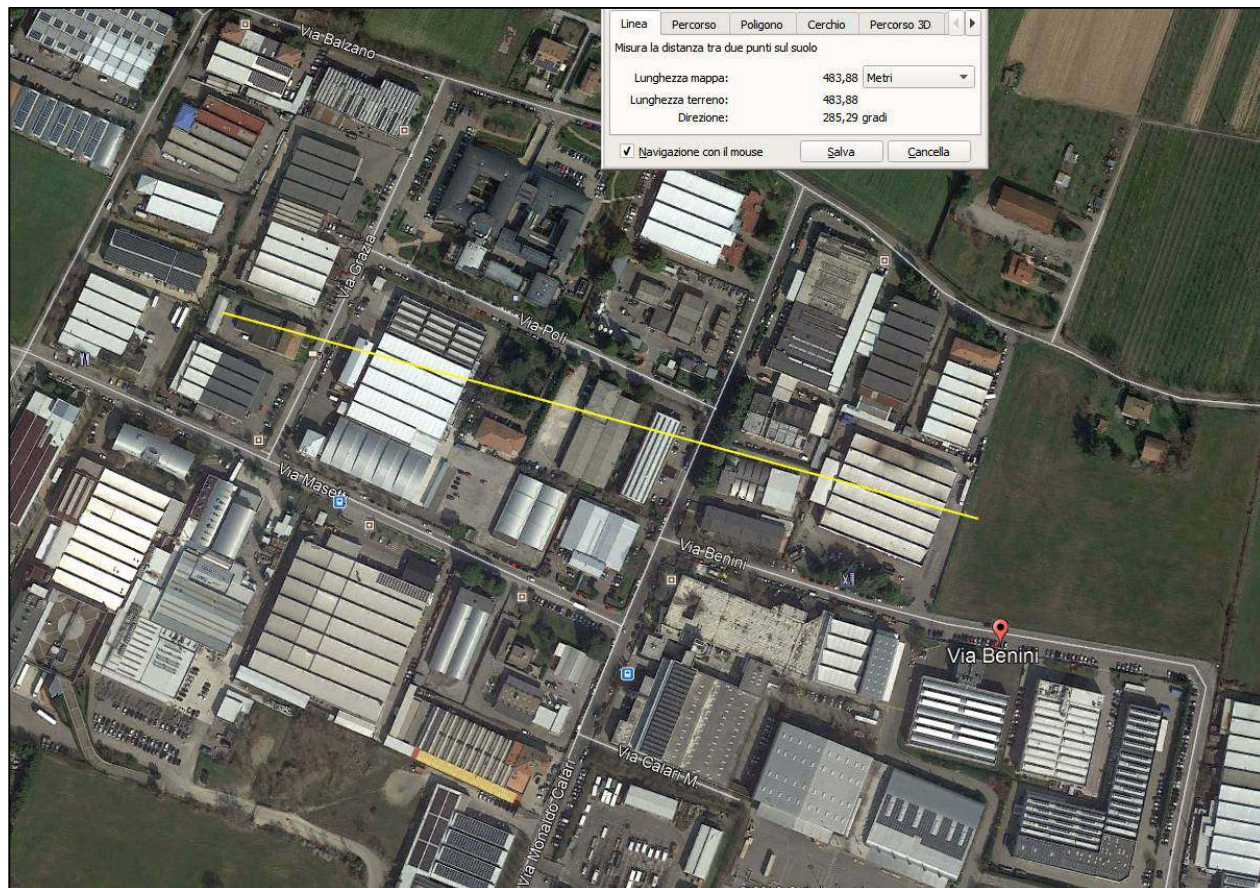 Linea Percorso Poligono Cerchio Percorso 3D
Misura la distanza tra due punti sul suolo
Lunghezza mappa: 483,88 Metri
Lunghezza terreno: 483,88
Direzione: 285,29 gradi
Navigazione con il mouse Salva Cancella
Via Balzano
Via Grazia
Via Poli
Via Masetti
Via Benini
Via Benini
Via Calari M.
Via Monaldo Calari